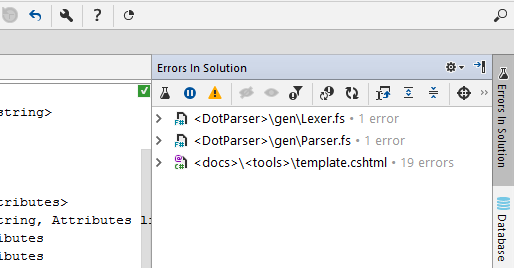 Errors In Solution
string>
<DotParser>\gen\Lexer.fs • 1 error
<DotParser>\gen\Parser.fs • 1 error
<docs>\<tools>\template.cshtml • 19 errors
tributes>
ring, Attributes li
ibutes
ibutes
Errors In Solution
Database